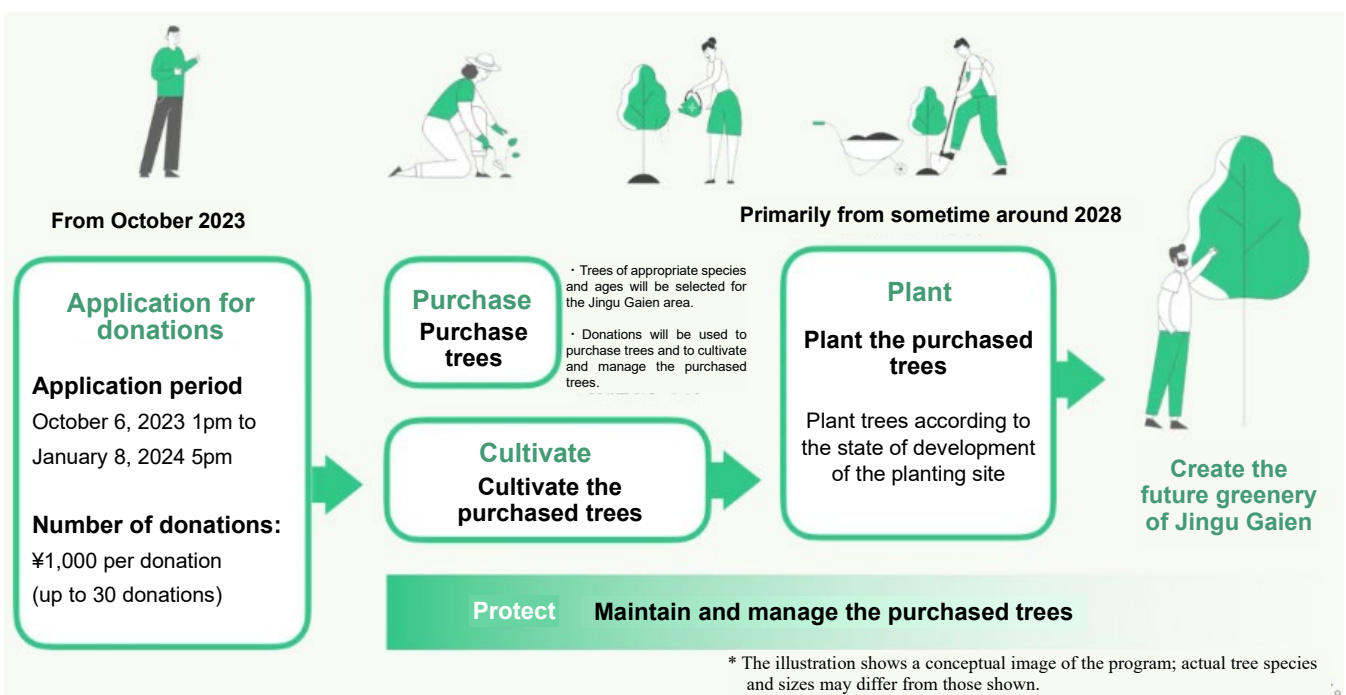 From October 2023
Application for
donations
Application period
October 6, 2023 1pm to
January 8, 2024 5pm
Number of donations:
¥1,000 per donation
(up to 30 donations)
Purchase
Purchase
trees
・Trees of appropriate species
and ages will be selected for
the Jingu Gaien area.
・Donations will be used to
purchase trees and to cultivate
and manage the purchased
trees.
Cultivate
Cultivate the
purchased trees
Primarily from sometime around 2028
Plant
Plant the purchased
trees
Plant trees according to
the state of development
of the planting site
Create the
future greenery
of Jingu Gaien
Protect Maintain and manage the purchased trees
* The illustration shows a conceptual image of the program; actual tree species
and sizes may differ from those shown.